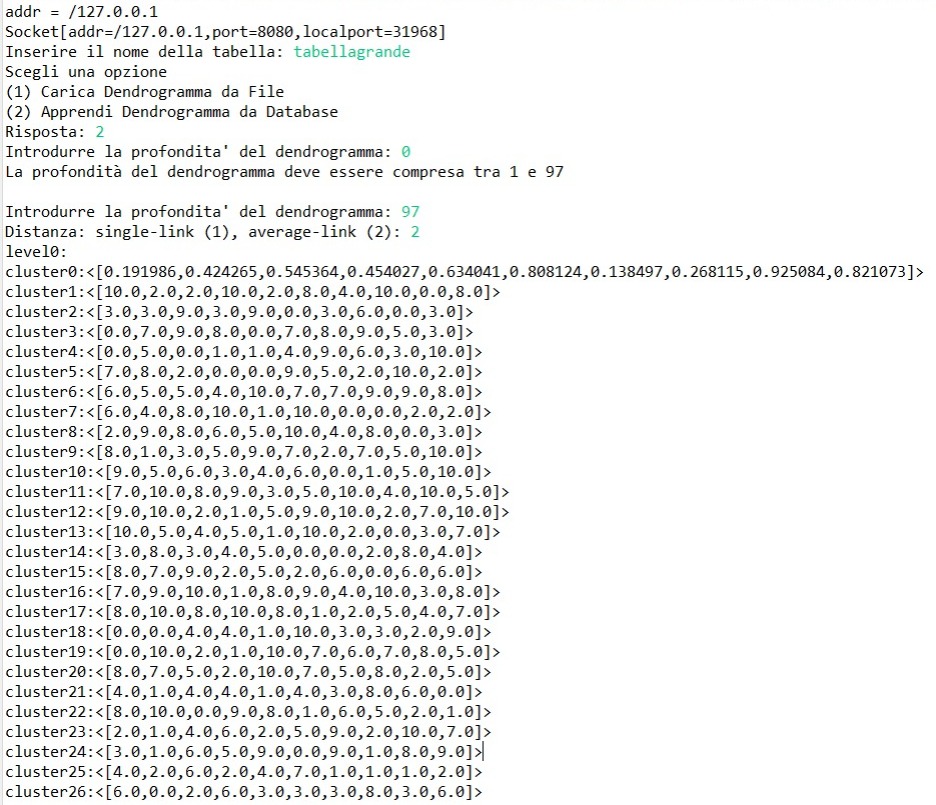 addr = /127.0.0.1
Socket[addr=/127.0.0.1,port=8080,localport=31968]
Inserire il nome della tabella: tabellagrande
Scegli una opzione
(1) Carica Dendrogramma da File
(2) Apprendi Dendrogramma da Database
Risposta: 2
Introdurre la profondita' del dendrogramma: 0
La profondità del dendrogramma deve essere compresa tra 1 e 97
Introdurre la profondita' del dendrogramma: 97
Distanza: single-link (1), average-link (2): 2
level0:
cluster0:<[0.191986,0.424265,0.545364,0.454027,0.634041,0.808124,0.138497,0.268115,0.925084,0.821073]>
cluster1:<[10.0,2.0,2.0,10.0,2.0,8.0,4.0,10.0,0.0,8.0]>
cluster2:<[3.0,3.0,9.0,3.0,9.0,0.0,3.0,6.0,0.0,3.0]>
cluster3:<[0.0,7.0,9.0,8.0,0.0,7.0,8.0,9.0,5.0,3.0]>
cluster4:<[0.0,5.0,0.0,1.0,1.0,4.0,9.0,6.0,3.0,10.0]>
cluster5:<[7.0,8.0,2.0,0.0,0.0,9.0,5.0,2.0,10.0,2.0]>
cluster6:<[6.0,5.0,5.0,4.0,10.0,7.0,7.0,9.0,9.0,8.0]>
cluster7:<[6.0,4.0,8.0,10.0,1.0,10.0,0.0,0.0,2.0,2.0]>
cluster8:<[2.0,9.0,8.0,6.0,5.0,10.0,4.0,8.0,0.0,3.0]>
cluster9:<[8.0,1.0,3.0,5.0,9.0,7.0,2.0,7.0,5.0,10.0]>
cluster10:<[9.0,5.0,6.0,3.0,4.0,6.0,0.0,1.0,5.0,10.0]>
cluster11:<[7.0,10.0,8.0,9.0,3.0,5.0,10.0,4.0,10.0,5.0]>
cluster12:<[9.0,10.0,2.0,1.0,5.0,9.0,10.0,2.0,7.0,10.0]>
cluster13:<[10.0,5.0,4.0,5.0,1.0,10.0,2.0,0.0,3.0,7.0]>
cluster14:<[3.0,8.0,3.0,4.0,5.0,0.0,0.0,2.0,8.0,4.0]>
cluster15:<[8.0,7.0,9.0,2.0,5.0,2.0,6.0,0.0,6.0,6.0]>
cluster16:<[7.0,9.0,10.0,1.0,8.0,9.0,4.0,10.0,3.0,8.0]>
cluster17:<[8.0,10.0,8.0,10.0,8.0,1.0,2.0,5.0,4.0,7.0]>
cluster18:<[0.0,0.0,4.0,4.0,1.0,10.0,3.0,3.0,2.0,9.0]>
cluster19:<[0.0,10.0,2.0,1.0,10.0,7.0,6.0,7.0,8.0,5.0]>
cluster20:<[8.0,7.0,5.0,2.0,10.0,7.0,5.0,8.0,2.0,5.0]>
cluster21:<[4.0,1.0,4.0,4.0,1.0,4.0,3.0,8.0,6.0,0.0]>
cluster22:<[8.0,10.0,0.0,9.0,8.0,1.0,6.0,5.0,2.0,1.0]>
cluster23:<[2.0,1.0,4.0,6.0,2.0,5.0,9.0,2.0,10.0,7.0]>
cluster24:<[3.0,1.0,6.0,5.0,9.0,0.0,9.0,1.0,8.0,9.0]>
cluster25:<[4.0,2.0,6.0,2.0,4.0,7.0,1.0,1.0,1.0,2.0]>
cluster26:<[6.0,0.0,2.0,6.0,3.0,3.0,3.0,8.0,3.0,6.0]>